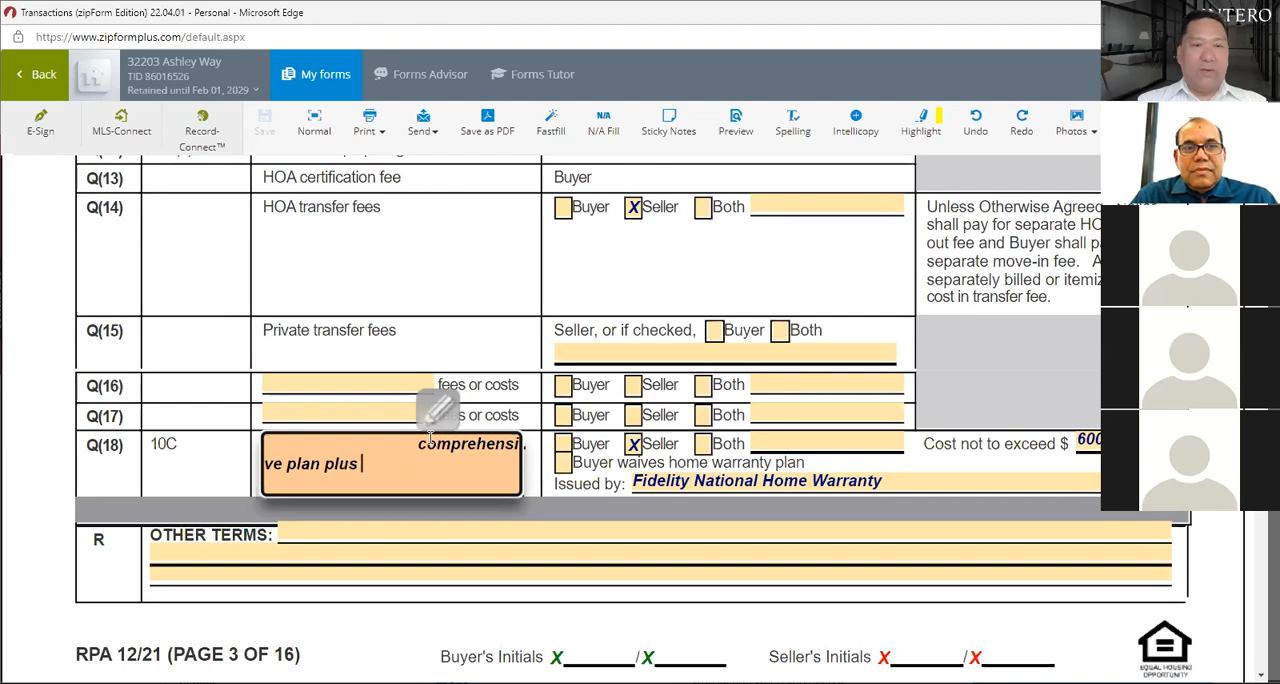 Transactions (zipForm Edition) 22.04.01 - Personal - Microsoft Edge
https://www.zipformplus.com/default.aspx
NTERO
Back
32203 Ashley Way
TID 86016526
Retained until Feb 01, 2029
My forms
Forms Advisor
Forms Tutor
E-Sign
MLS-Connect
Record-Connect™
Save
Normal
Print
Send
Save as PDF
Fastfill
N/A
N/A Fill
Sticky Notes
Preview
Spelling
Intellicopy
Highlight
Undo
Redo
Photos
Q(13) HOA certification fee Buyer
Q(14) HOA transfer fees Buyer X Seller Both
Unless Otherwise Agree
shall pay for separate HO
out fee and Buyer shall p
separate move-in fee. A
separately billed or itemiz
cost in transfer fee.
Q(15) Private transfer fees Seller, or if checked, Buyer Both
Q(16) fees or costs Buyer Seller Both
Q(17) or costs Buyer Seller Both
Q(18) 10C comprehensi Buyer X Seller Both Cost not to exceed $ 600
ve plan plus Buyer waives home warranty plan
Issued by: Fidelity National Home Warranty
R OTHER TERMS:
RPA 12/21 (PAGE 3 OF 16) Buyer's Initials X / X Seller's Initials X / X
EQUAL HOUSING
OPPORTUNITY